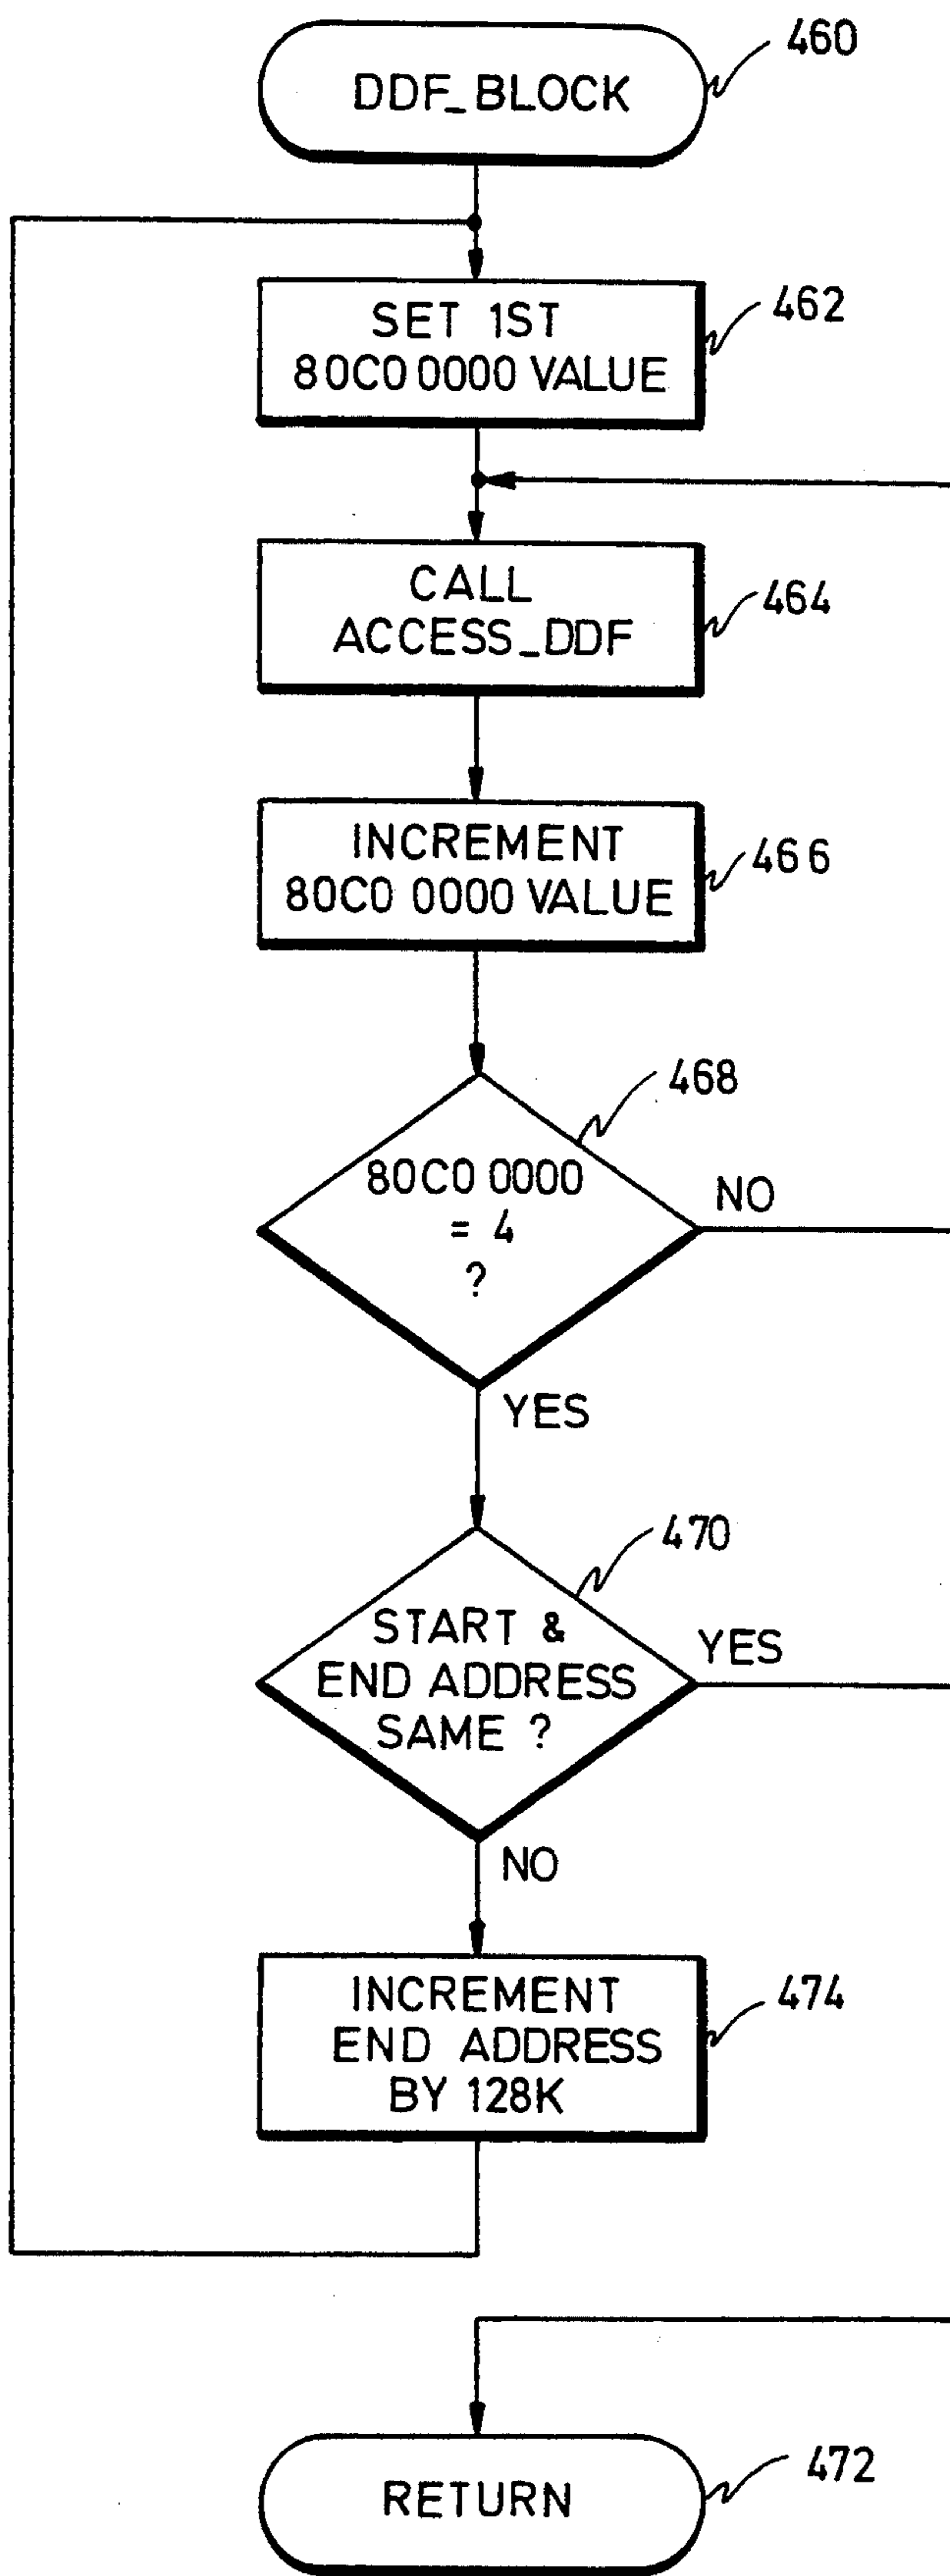 DDF_BLOCK
460
SET 1ST
80C0 0000 VALUE
462
CALL
ACCESS_DDF
464
INCREMENT
80C0 0000 VALUE
466
468
80C0 0000
= 4
?
NO
YES
470
START &
END ADDRESS
SAME ?
YES
NO
INCREMENT
END ADDRESS
BY 128K
474
RETURN
472